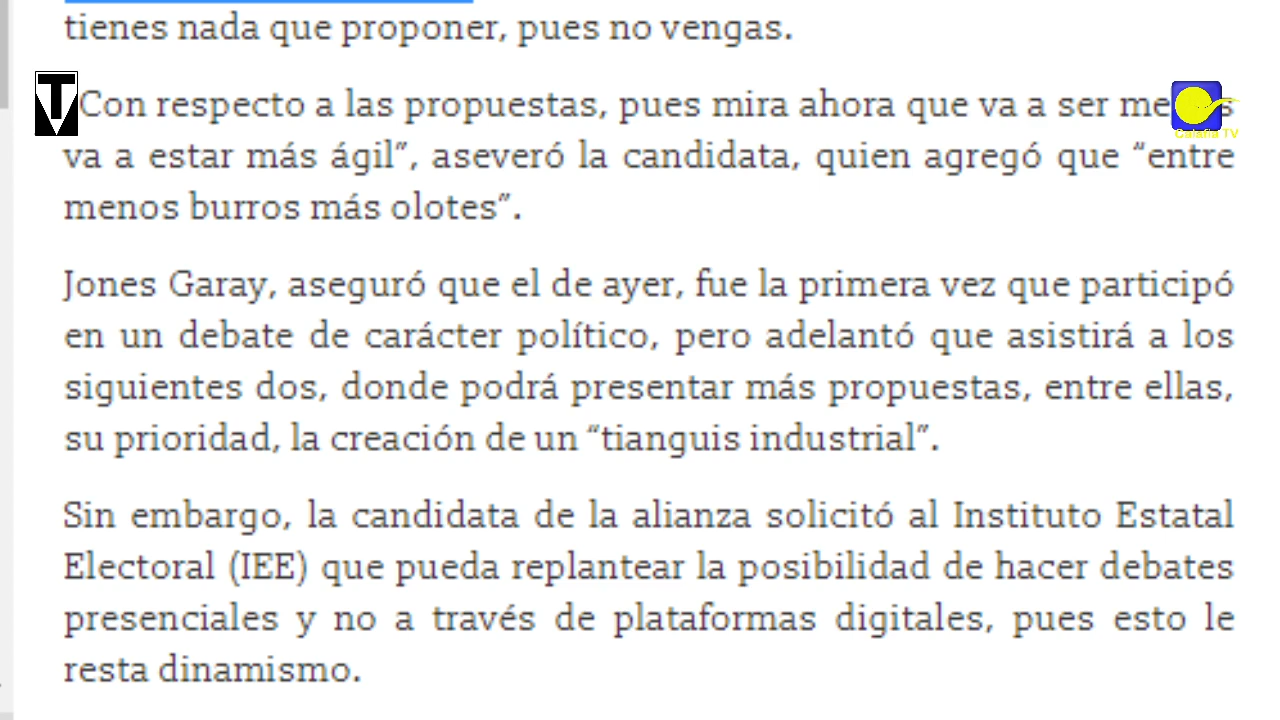 tienes nada que proponer, pues no vengas.
TV
Con respecto a las propuestas, pues mira ahora que va a ser
Calafia TV
va a estar más ágil”, aseveró la candidata, quien agregó que “entre
menos burros más olotes”.
Jones Garay, aseguró que el de ayer, fue la primera vez que participó
en un debate de carácter político, pero adelantó que asistirá a los
siguientes dos, donde podrá presentar más propuestas, entre ellas,
su prioridad, la creación de un “tianguis industrial”.
Sin embargo, la candidata de la alianza solicitó al Instituto Estatal
Electoral (IEE) que pueda replantear la posibilidad de hacer debates
presenciales y no a través de plataformas digitales, pues esto le
resta dinamismo.